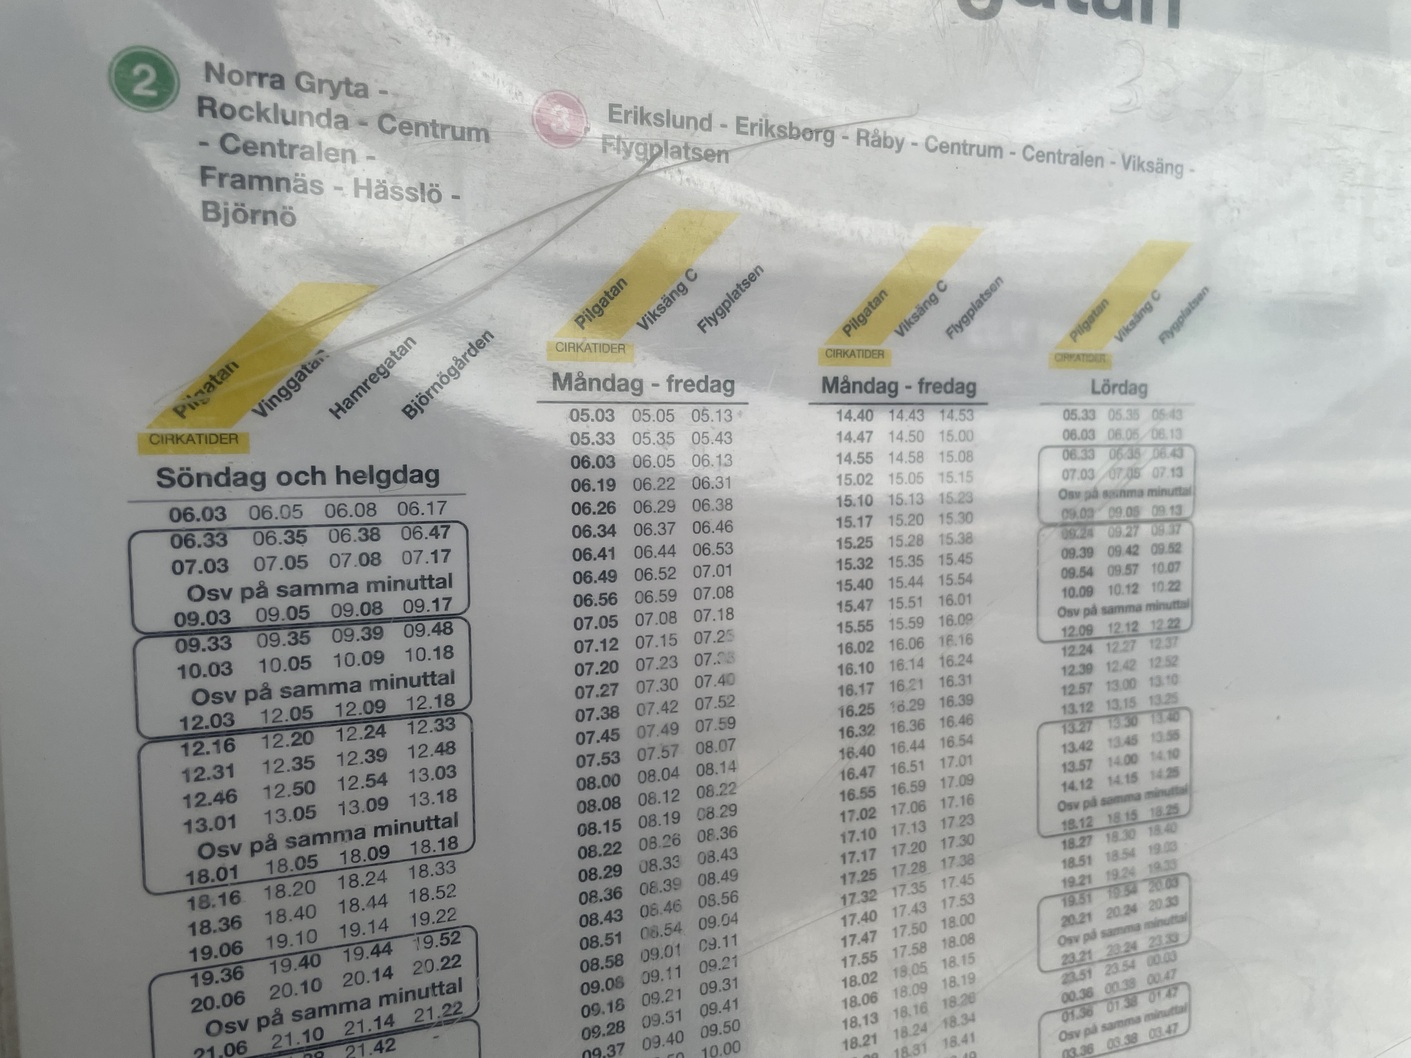 gatan
2
Norra Gryta -
Rocklunda - Centrum
- Centralen -
Framnäs - Hässlö -
Björnö
3
Erikslund - Eriksborg - Råby - Centrum - Centralen - Viksäng -
Flygplatsen
Pilgatan Vinggatan Hamregatan Björnögården
CIRKATIDER
Söndag och helgdag
06.03 06.05 06.08 06.17
06.33 06.35 06.38 06.47
07.03 07.05 07.08 07.17
Osv på samma minuttal
09.03 09.05 09.08 09.17
09.33 09.35 09.39 09.48
10.03 10.05 10.09 10.18
Osv på samma minuttal
12.03 12.05 12.09 12.18
12.16 12.20 12.24 12.33
12.31 12.35 12.39 12.48
12.46 12.50 12.54 13.03
13.01 13.05 13.09 13.18
Osv på samma minuttal
18.01 18.05 18.09 18.18
18.16 18.20 18.24 18.33
18.36 18.40 18.44 18.52
19.06 19.10 19.14 19.22
19.36 19.40 19.44 19.52
20.06 20.10 20.14 20.22
Osv på samma minuttal
21.06 21.10 21.14 21.22
21.42
Pilgatan Viksäng C Flygplatsen
CIRKATIDER
Måndag - fredag
05.03 05.05 05.13
05.33 05.35 05.43
06.03 06.05 06.13
06.19 06.22 06.31
06.26 06.29 06.38
06.34 06.37 06.46
06.41 06.44 06.53
06.49 06.52 07.01
06.56 06.59 07.08
07.05 07.08 07.18
07.12 07.15 07.25
07.20 07.23
07.27 07.30 07.40
07.38 07.42 07.52
07.45 07.49 07.59
07.53 07.57 08.07
08.00 08.04 08.14
08.08 08.12 08.22
08.15 08.19 08.29
08.22 08.26 08.36
08.29 08.33 08.43
08.36 08.39 08.49
08.43 08.46 08.56
08.51 08.54 09.04
08.58 09.01 09.11
09.08 09.11 09.21
09.18 09.21 09.31
09.28 09.31 09.41
09.37 09.40 09.50
10.00
Pilgatan Viksäng C Flygplatsen
CIRKATIDER
Måndag - fredag
14.40 14.43 14.53
14.47 14.50 15.00
14.55 14.58 15.08
15.02 15.05 15.15
15.10 15.13 15.23
15.17 15.20 15.30
15.25 15.28 15.38
15.32 15.35 15.45
15.40 15.44 15.54
15.47 15.51 16.01
15.55 15.59 16.09
16.02 16.06 16.16
16.10 16.14 16.24
16.17 16.21 16.31
16.25 16.29 16.39
16.32 16.36 16.46
16.40 16.44 16.54
16.47 16.51 17.01
16.55 16.59 17.09
17.02 17.06 17.16
17.10 17.13 17.23
17.17 17.20 17.30
17.25 17.28 17.38
17.32 17.35 17.45
17.40 17.43 17.53
17.47 17.50 18.00
17.55 17.58 18.08
18.02 18.05 18.15
18.06 18.09 18.19
18.13 18.16 18.26
18.21 18.24 18.34
18.31 18.41
Pilgatan Viksäng C Flygplatsen
CIRKATIDER
Lördag
05.33 05.35 05.43
06.03 06.05 06.13
06.33 06.35 06.43
07.03 07.05 07.13
Osv på samma minuttal
09.03 09.05 09.13
09.24 09.27 09.37
09.39 09.42 09.52
09.54 09.57 10.07
10.09 10.12 10.22
Osv på samma minuttal
12.09 12.12 12.22
12.24 12.27 12.37
12.39 12.42 12.52
12.57 13.00 13.10
13.12 13.15 13.25
13.27 13.30 13.40
13.42 13.45 13.55
13.57 14.00 14.10
14.12 14.15 14.25
Osv på samma minuttal
18.12 18.15 18.25
18.27 18.30 18.40
18.51 18.54 19.03
19.21 19.24 19.33
19.51 19.54 20.03
20.21 20.24 20.33
Osv på samma minuttal
23.21 23.24 23.33
23.51 23.54 00.03
00.36 00.38 00.47
01.36 01.38 01.47
Osv på samma minuttal
03.36 03.38 03.47